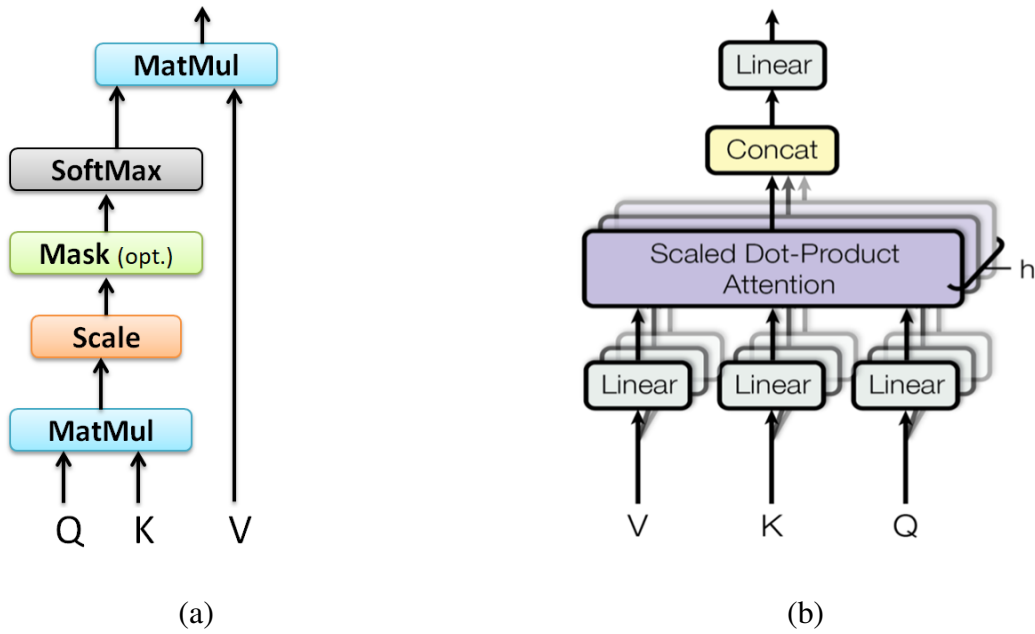 MatMul
SoftMax
Mask (opt.)
Scale
MatMul
Q K V
(a)
Linear
Concat
Scaled Dot-Product
Attention
h
Linear Linear Linear
V K Q
(b)